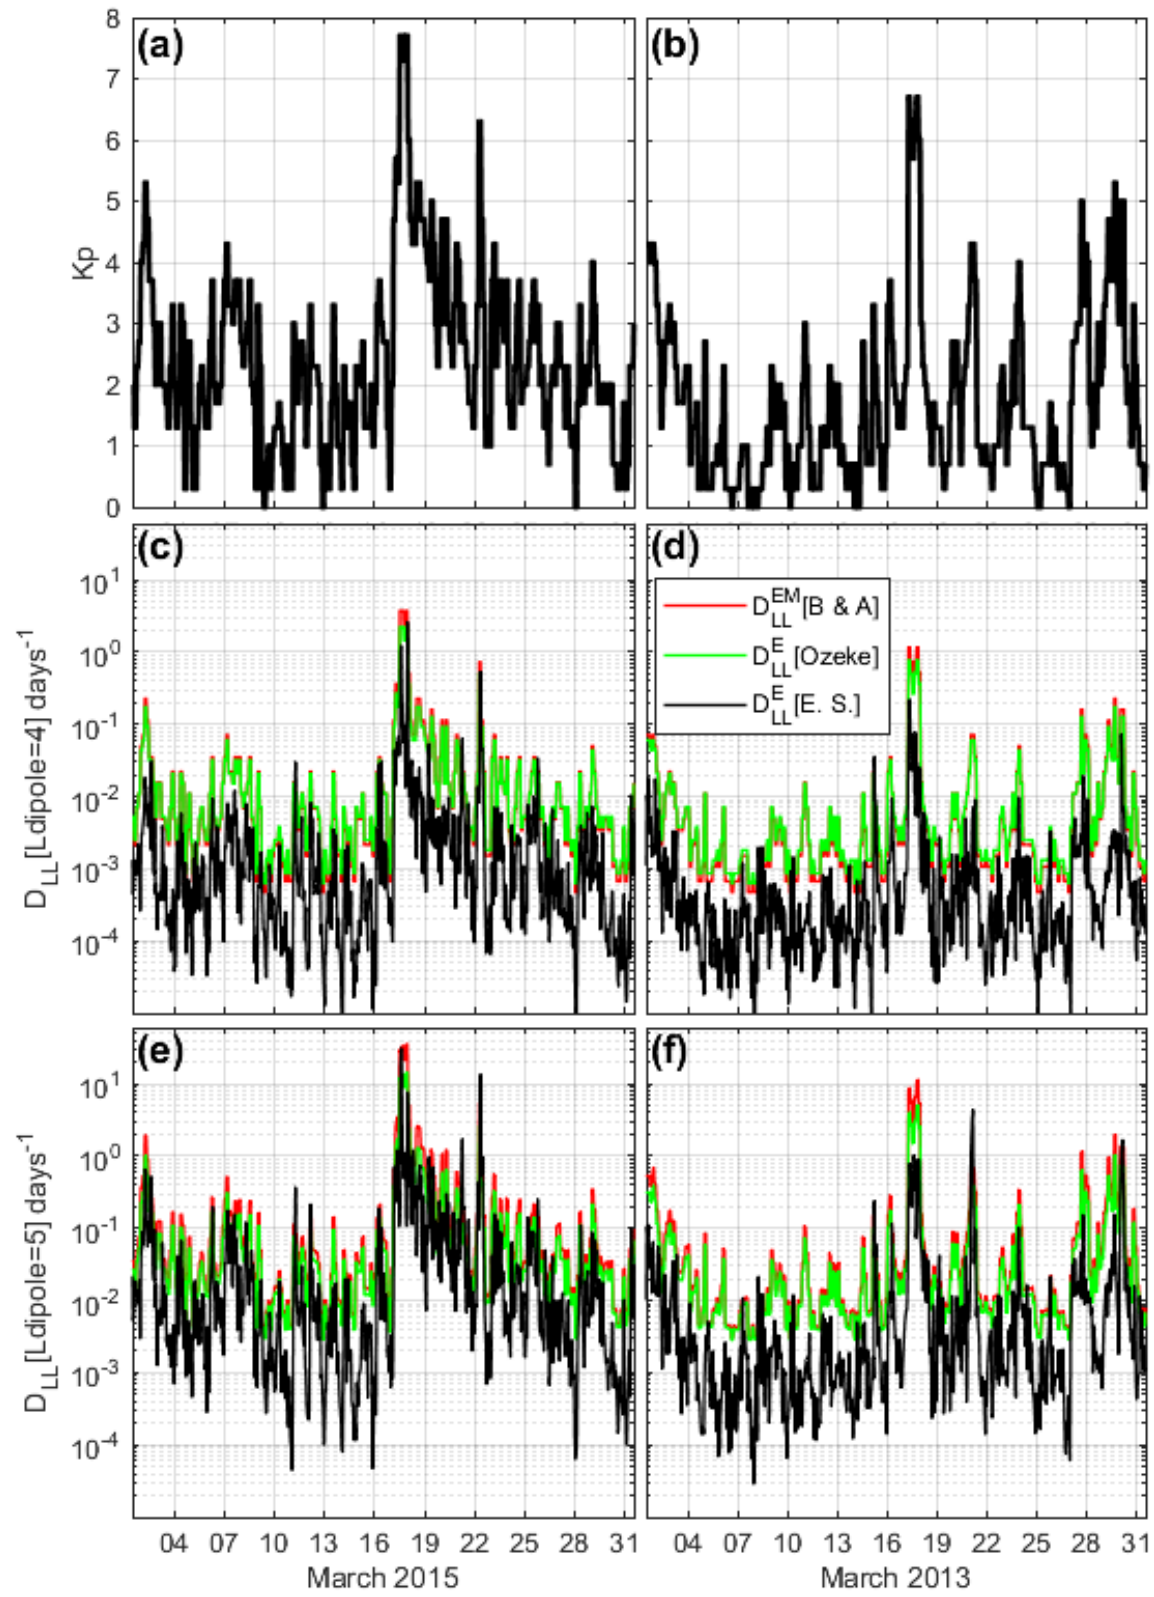 (a)
(b)
8
7
6
5
4
3
2
1
0
Kp
(c)
(d)
10^1
10^0
10^-1
10^-2
10^-3
10^-4
D_LL[Ldipole=4] days^-1
D_LL^EM[B & A]
D_LL^E[Ozeke]
D_LL^E[E. S.]
(e)
(f)
10^1
10^0
10^-1
10^-2
10^-3
10^-4
D_LL[Ldipole=5] days^-1
04 07 10 13 16 19 22 25 28 31
04 07 10 13 16 19 22 25 28 31
March 2015
March 2013